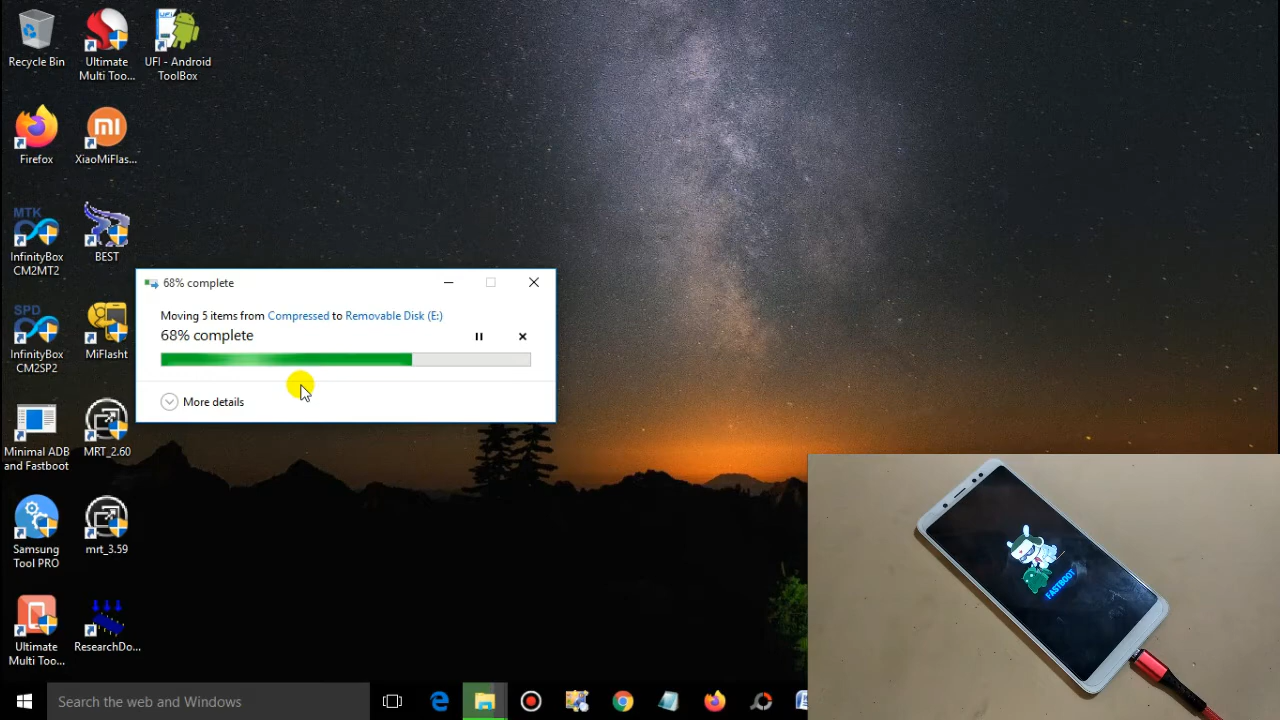 Recycle Bin
Ultimate
Multi Too...
UFI - Android
ToolBox
UFI
Firefox
mi
XiaoMiFlas...
MTK
InfinityBox
CM2MT2
BEST
68% complete
Moving 5 items from Compressed to Removable Disk (E:)
68% complete
More details
SPD
InfinityBox
CM2SP2
MiFlasht
Minimal ADB
and Fastboot
MRT_2.60
Samsung
Tool PRO
mrt_3.59
Ultimate
Multi Too...
ResearchDo...
FASTBOOT
Search the web and Windows